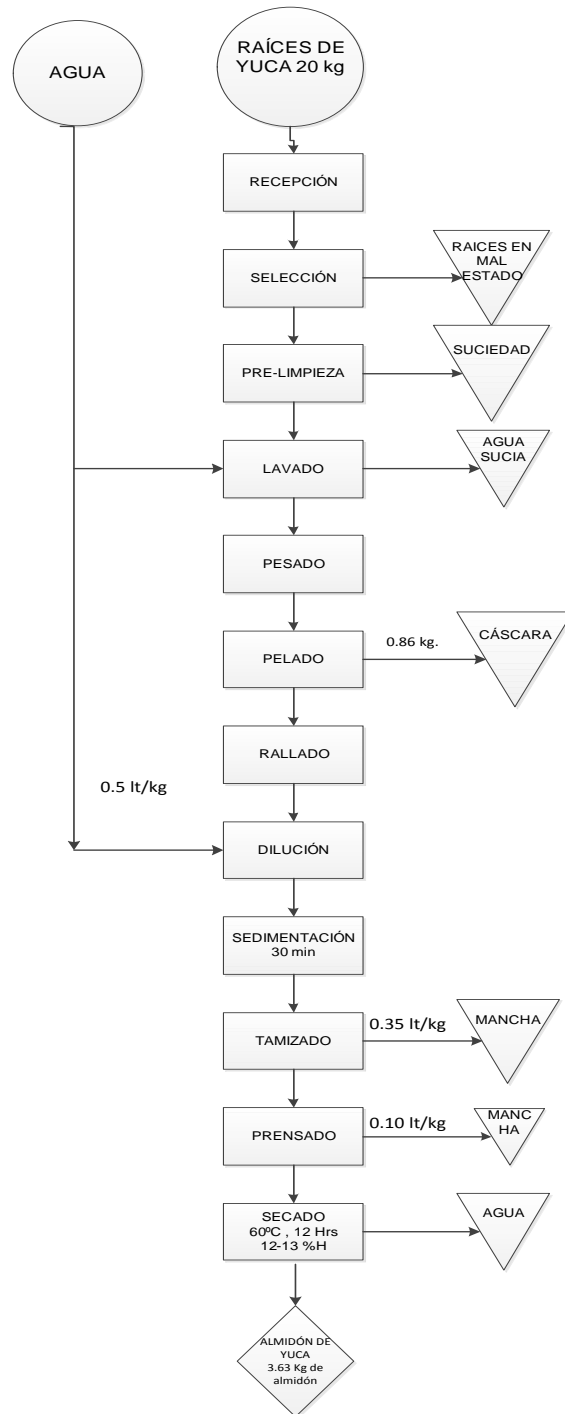 AGUA
RAÍCES DE
YUCA 20 kg
RECEPCIÓN
SELECCIÓN
RAICES EN
MAL
ESTADO
PRE-LIMPIEZA
SUCIEDAD
LAVADO
AGUA
SUCIA
PESADO
PELADO
0.86 kg.
CÁSCARA
RALLADO
0.5 lt/kg
DILUCIÓN
SEDIMENTACIÓN
30 min
TAMIZADO
0.35 lt/kg
MANCHA
PRENSADO
0.10 lt/kg
MANC
HA
SECADO
60ºC , 12 Hrs
12-13 %H
AGUA
ALMIDÓN DE
YUCA
3.63 Kg de
almidón